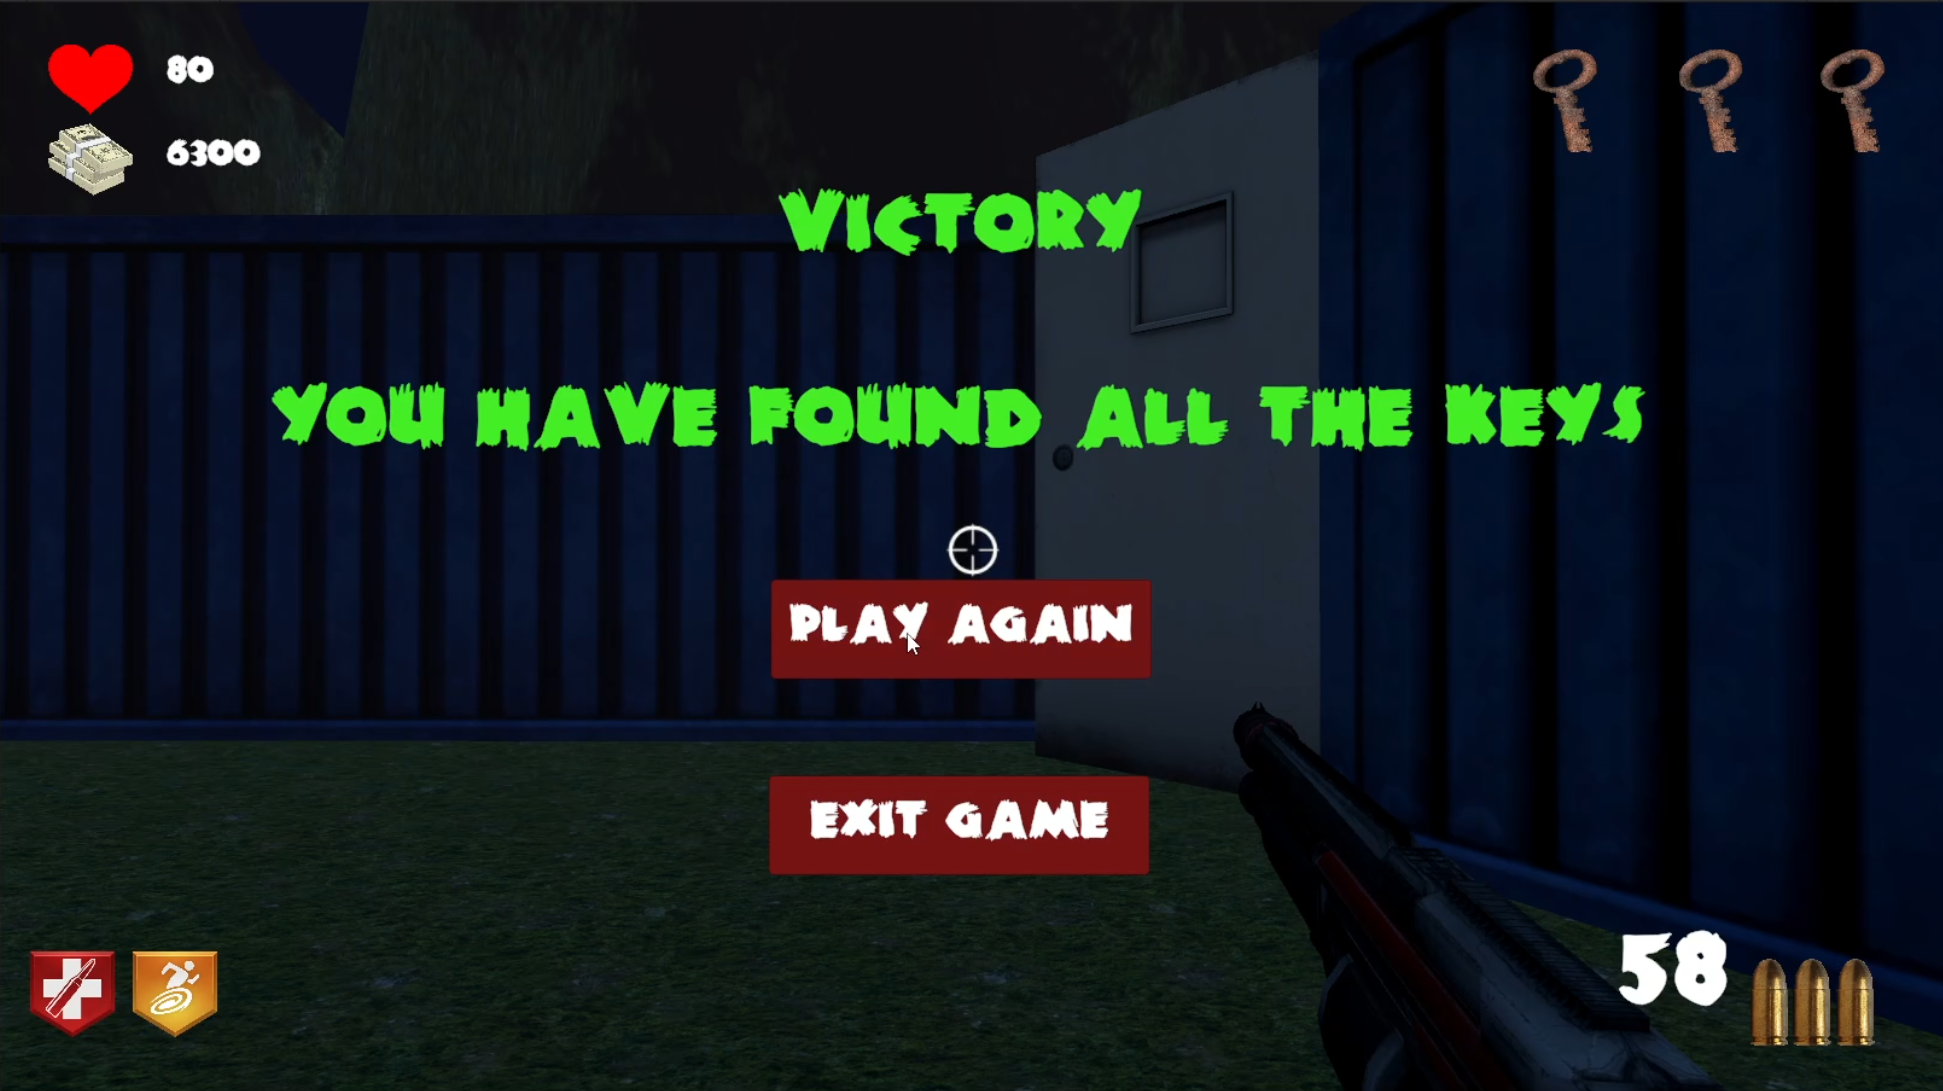 80
6300
VICTORY
YOU HAVE FOUND ALL THE KEYS
PLAY AGAIN
EXIT GAME
58